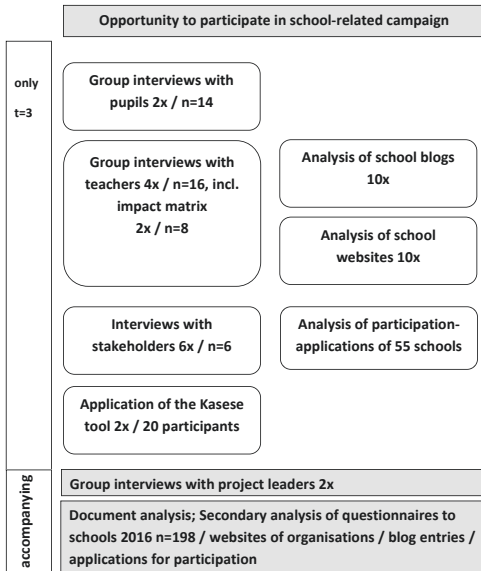 Opportunity to participate in school-related campaign
only
t=3
Group interviews with
pupils 2x / n=14
Group interviews with
teachers 4x / n=16, incl.
impact matrix
2x / n=8
Analysis of school blogs
10x
Analysis of school
websites 10x
Interviews with
stakeholders 6x / n=6
Analysis of participation-
applications of 55 schools
Application of the Kasese
tool 2x / 20 participants
accompanying
Group interviews with project leaders 2x
Document analysis; Secondary analysis of questionnaires to
schools 2016 n=198 / websites of organisations / blog entries /
applications for participation